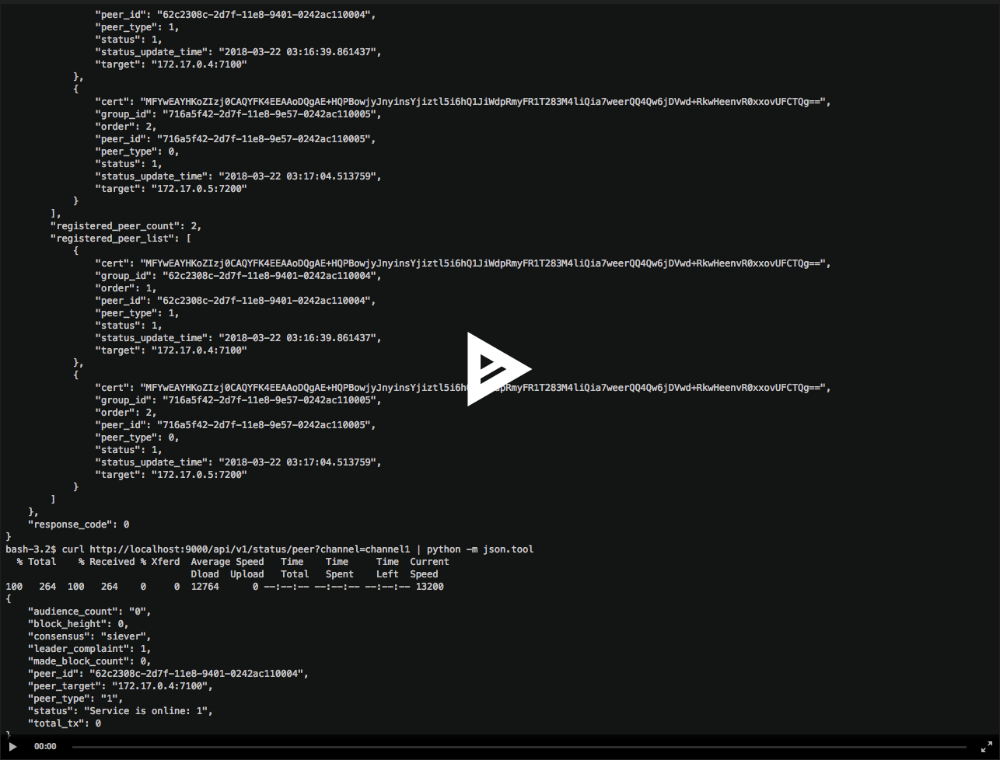 "peer_id": "62c2308c-2d7f-11e8-9401-0242ac110004",
"peer_type": 1,
"status": 1,
"status_update_time": "2018-03-22 03:16:39.861437",
"target": "172.17.0.4:7100"
},
{
"cert": "MFYwEAYHKoZIzj0CAQYFK4EEAAoDQgAE+HQPBowjyJnyinsYjiztl5i6hQ1JiWdpRmyFR1T283M4liQia7weerQQ4Qw6jDVwd+RkwHeenvR0xxovUFCTQg==",
"group_id": "716a5f42-2d7f-11e8-9e57-0242ac110005",
"order": 2,
"peer_id": "716a5f42-2d7f-11e8-9e57-0242ac110005",
"peer_type": 0,
"status": 1,
"status_update_time": "2018-03-22 03:17:04.513759",
"target": "172.17.0.5:7200"
}
],
"registered_peer_count": 2,
"registered_peer_list": [
{
"cert": "MFYwEAYHKoZIzj0CAQYFK4EEAAoDQgAE+HQPBowjyJnyinsYjiztl5i6hQ1JiWdpRmyFR1T283M4liQia7weerQQ4Qw6jDVwd+RkwHeenvR0xxovUFCTQg==",
"group_id": "62c2308c-2d7f-11e8-9401-0242ac110004",
"order": 1,
"peer_id": "62c2308c-2d7f-11e8-9401-0242ac110004",
"peer_type": 1,
"status": 1,
"status_update_time": "2018-03-22 03:16:39.861437",
"target": "172.17.0.4:7100"
},
{
"cert":
"group_id": "716a5f42-2d7f-11e8-9e57-0242ac110005",
"order": 2,
"peer_id": "716a5f42-2d7f-11e8-9e57-0242ac110005",
"peer_type": 0,
"status": 1,
"status_update_time": "2018-03-22 03:17:04.513759",
"target": "172.17.0.5:7200"
}
]
},
"response_code": 0
}
bash-3.2$ curl http://localhost:9000/api/v1/status/peer?channel=channel1 | python -m json.tool
% Total % Received % Xferd Average Speed Time Time Time Current
Dload Upload Total Spent Left Speed
100 264 100 264 0 0 12764 0 --:--:-- --:--:-- --:--:-- 13200
{
"audience_count": "0",
"block_height": 0,
"consensus": "siever",
"leader_complaint": 1,
"made_block_count": 0,
"peer_id": "62c2308c-2d7f-11e8-9401-0242ac110004",
"peer_target": "172.17.0.4:7100",
"peer_type": "1",
"status": "Service is online: 1",
"total_tx": 0
}
00:00